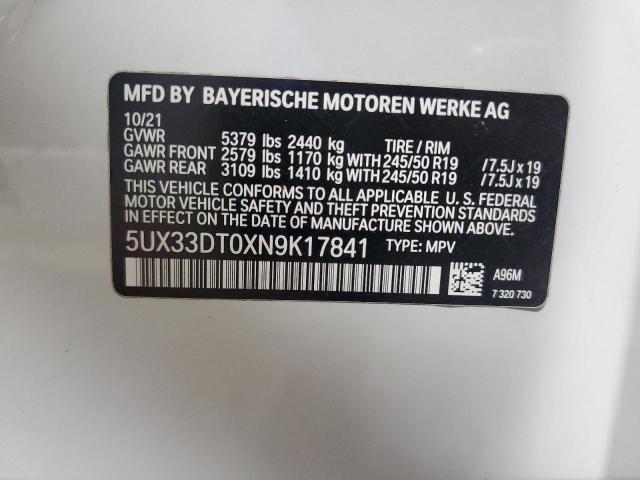 MFD BY BAYERISCHE MOTOREN WERKE AG
10/21
GVWR 5379 lbs 2440 kg TIRE / RIM
GAWR FRONT 2579 lbs 1170 kg WITH 245/50 R19 /7.5J x 19
GAWR REAR 3109 lbs 1410 kg WITH 245/50 R19 /7.5J x 19
THIS VEHICLE CONFORMS TO ALL APPLICABLE U. S. FEDERAL
MOTOR VEHICLE SAFETY, BUMPER, AND THEFT PREVENTION
STANDARDS IN EFFECT ON THE DATE OF MANUFACTURE SHOWN ABOVE.
5UX33DT0XN9K17841 TYPE: MPV
A96M
7 320 730